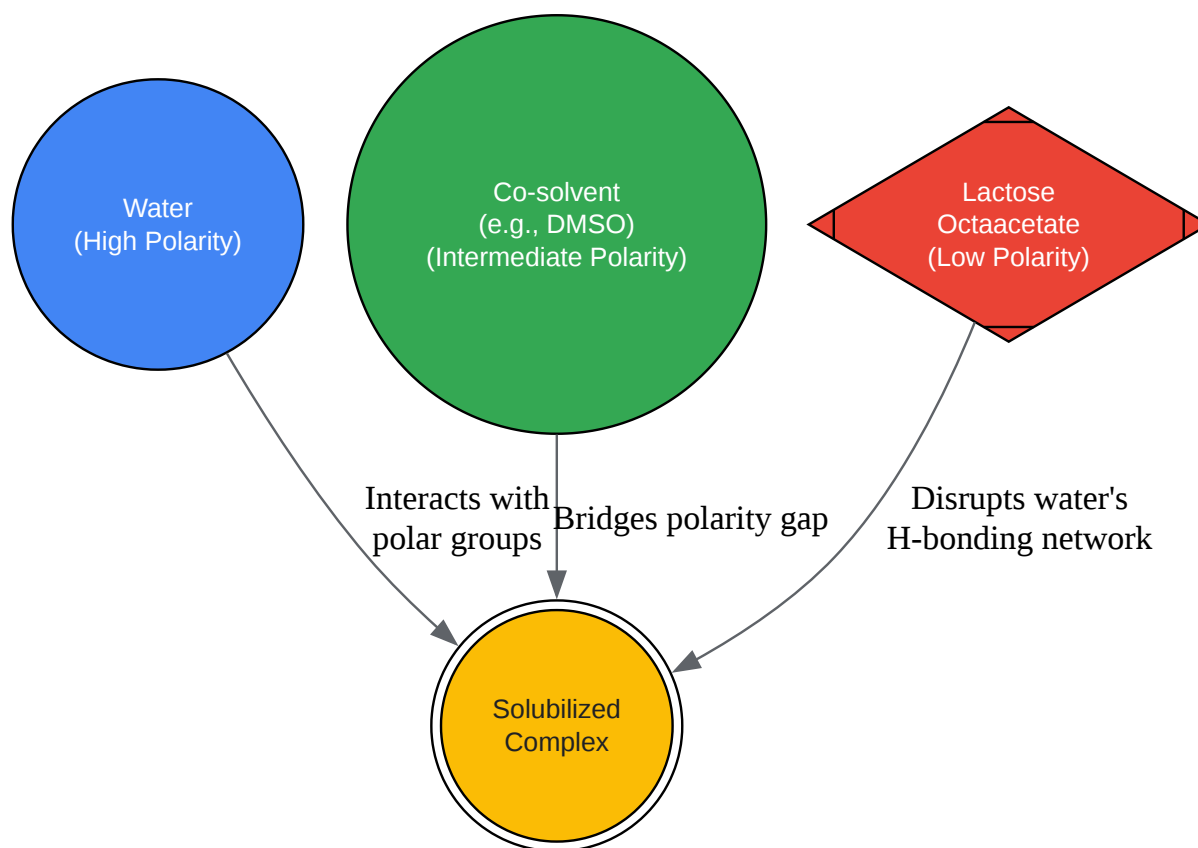 Water
(High Polarity)
Co-solvent
(e.g., DMSO)
(Intermediate Polarity)
Lactose
Octaacetate
(Low Polarity)
Interacts with
polar groups
Bridges polarity gap
Disrupts water's
H-bonding network
Solubilized
Complex